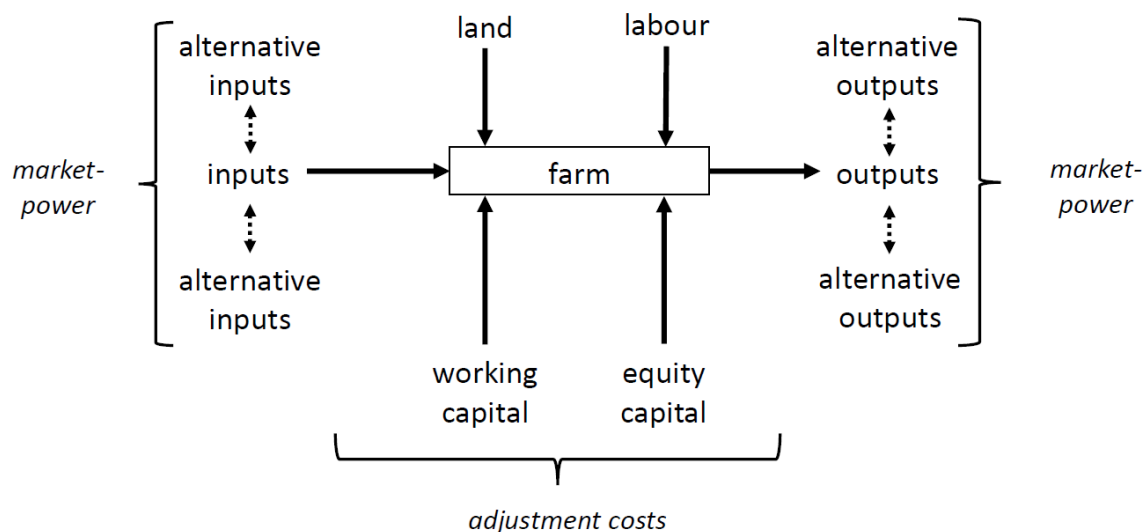 land
labour
alternative
inputs
alternative
outputs
market-
power
inputs
farm
outputs
market-
power
alternative
inputs
alternative
outputs
working
capital
equity
capital
adjustment costs